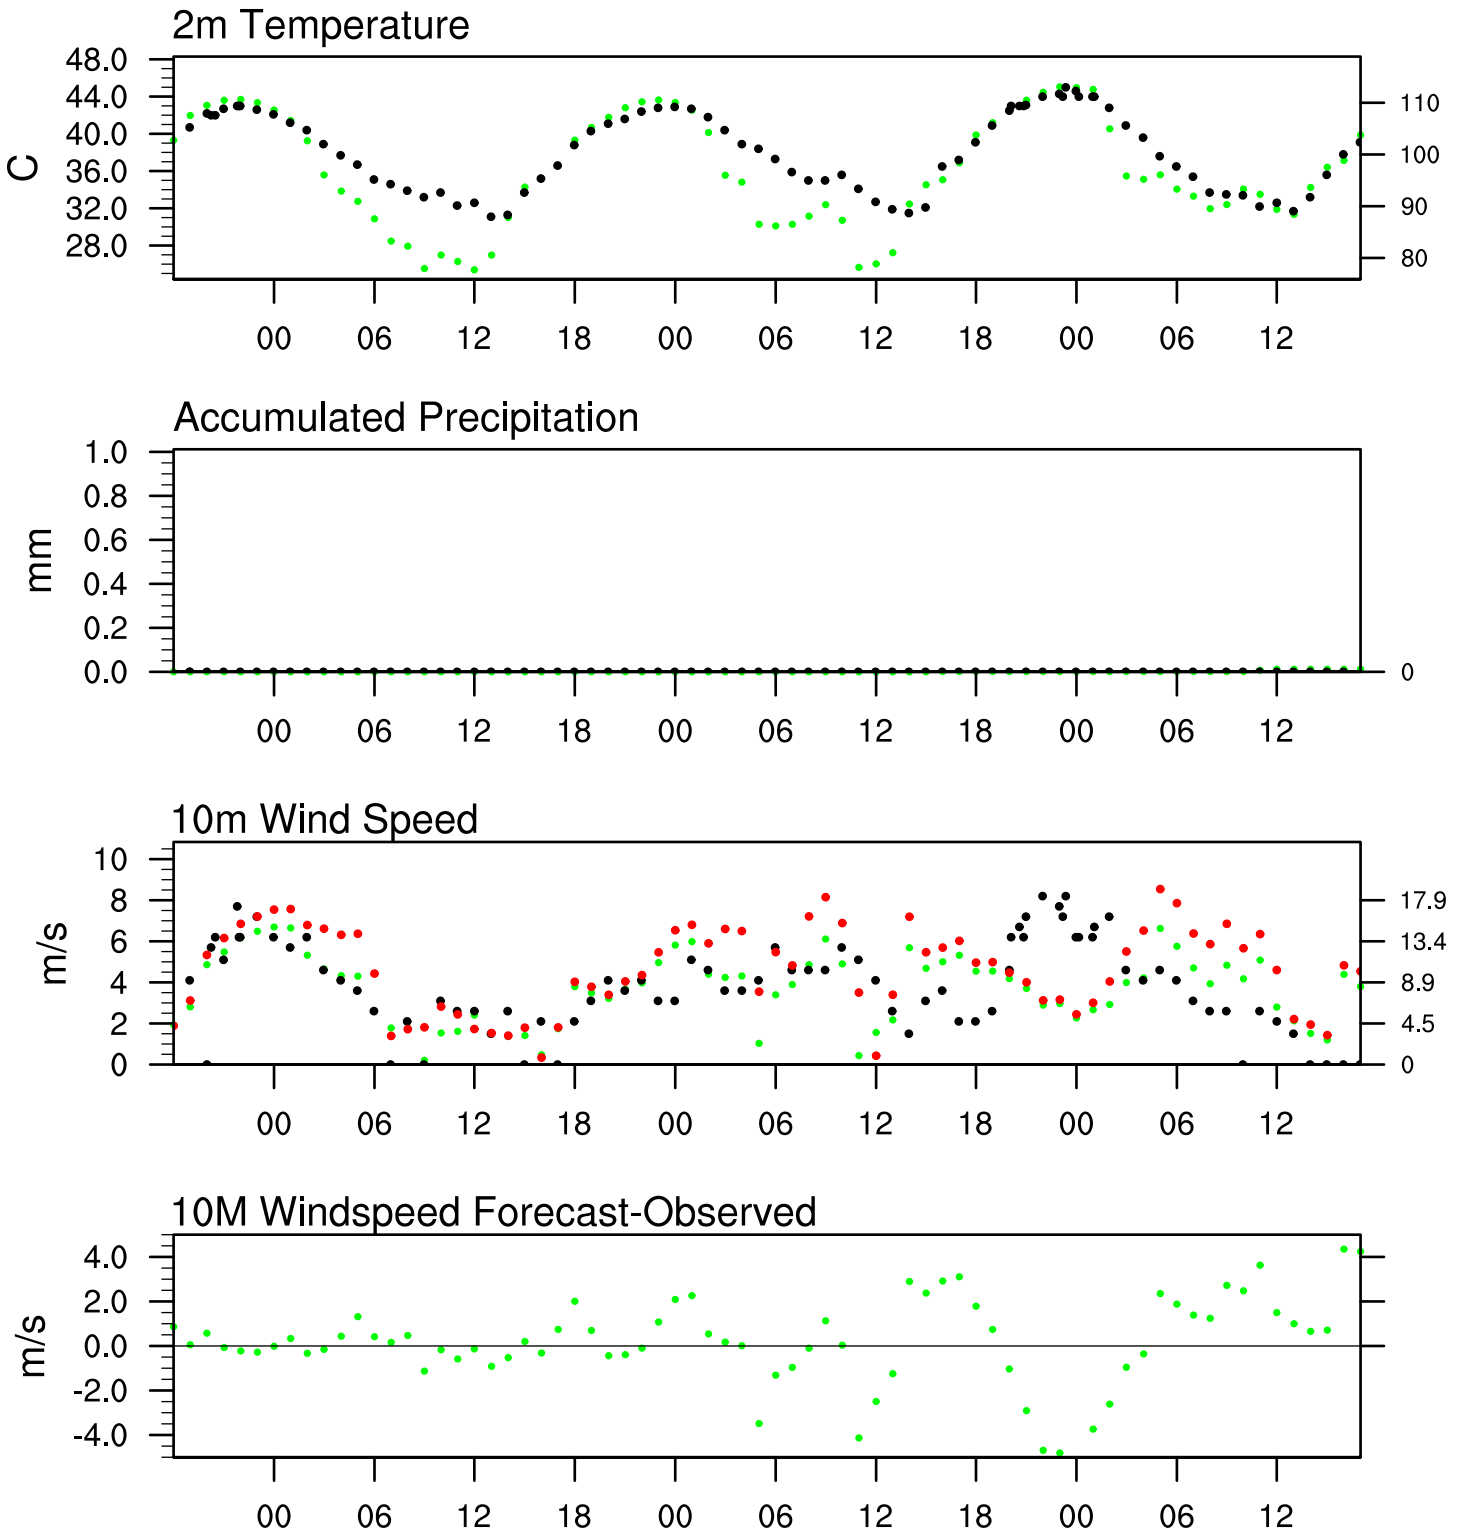 2m Temperature
48.0
44.0
40.0
36.0
32.0
28.0
C
110
100
90
80
00 06 12 18 00 06 12 18 00 06 12
Accumulated Precipitation
1.0
0.8
0.6
0.4
0.2
0.0
mm
0
00 06 12 18 00 06 12 18 00 06 12
10m Wind Speed
10
8
6
4
2
0
m/s
17.9
13.4
8.9
4.5
0
00 06 12 18 00 06 12 18 00 06 12
10M Windspeed Forecast-Observed
4.0
2.0
0.0
-2.0
-4.0
m/s
00 06 12 18 00 06 12 18 00 06 12